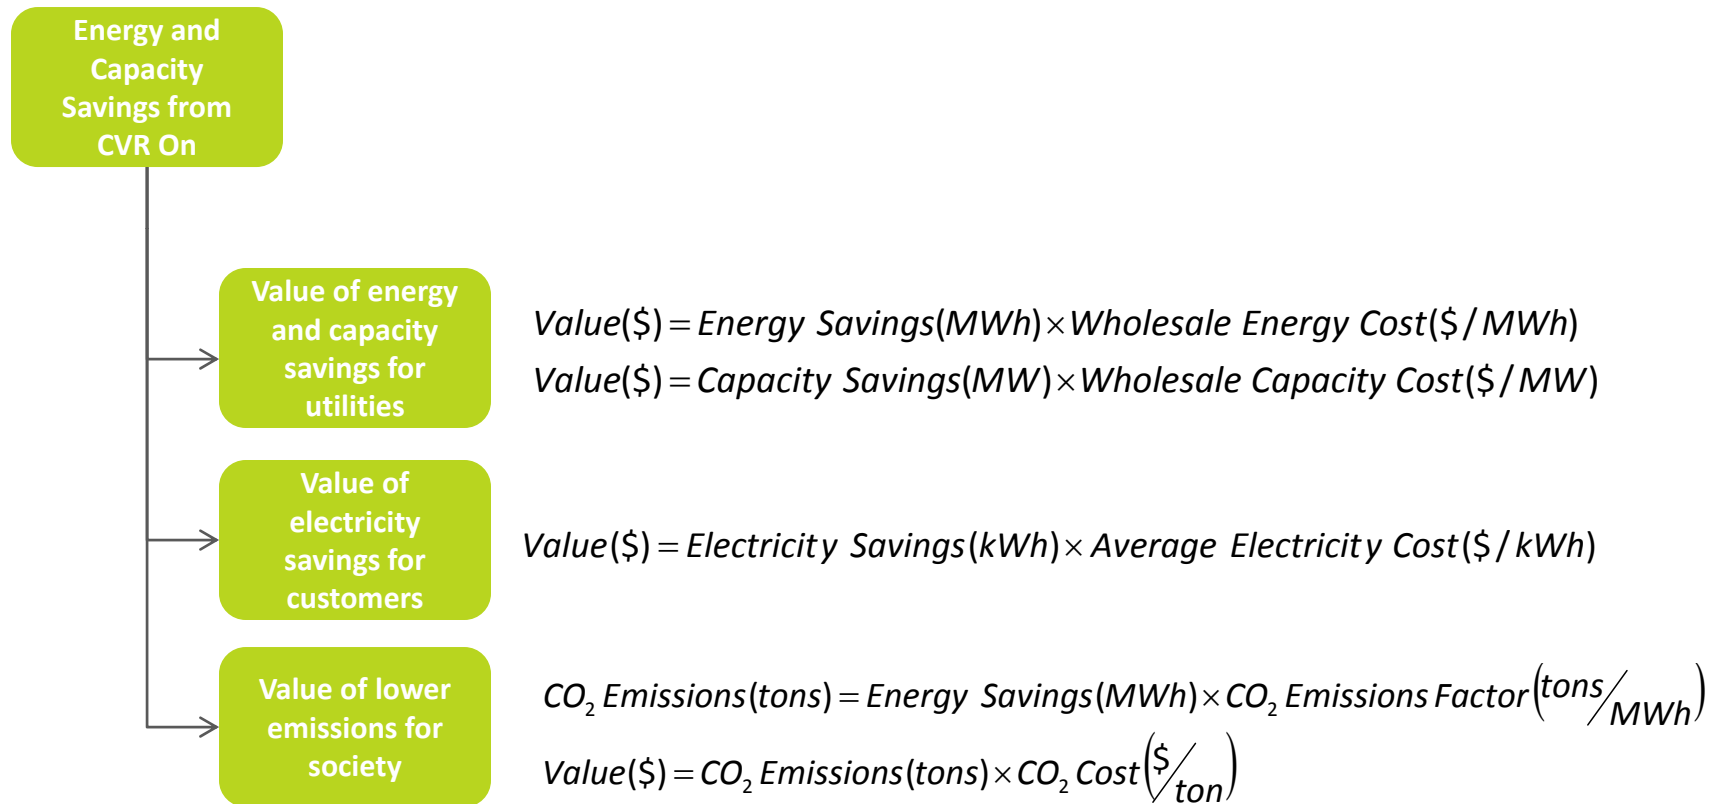 Energy and
Capacity
Savings from
CVR On
Value of energy
and capacity
savings for
utilities
Value($)=Energy Savings(MWh)×Wholesale Energy Cost($/MWh)
Value($)=Capacity Savings(MW)×Wholesale Capacity Cost($/MW)
Value of
electricity
savings for
customers
Value($)=Electricity Savings(kWh)×Average Electricity Cost($/kWh)
Value of lower
emissions for
society
CO₂ Emissions(tons)=Energy Savings(MWh)×CO₂ Emissions Factor(tons/MWh)
Value($)=CO₂ Emissions(tons)×CO₂ Cost($/ton)